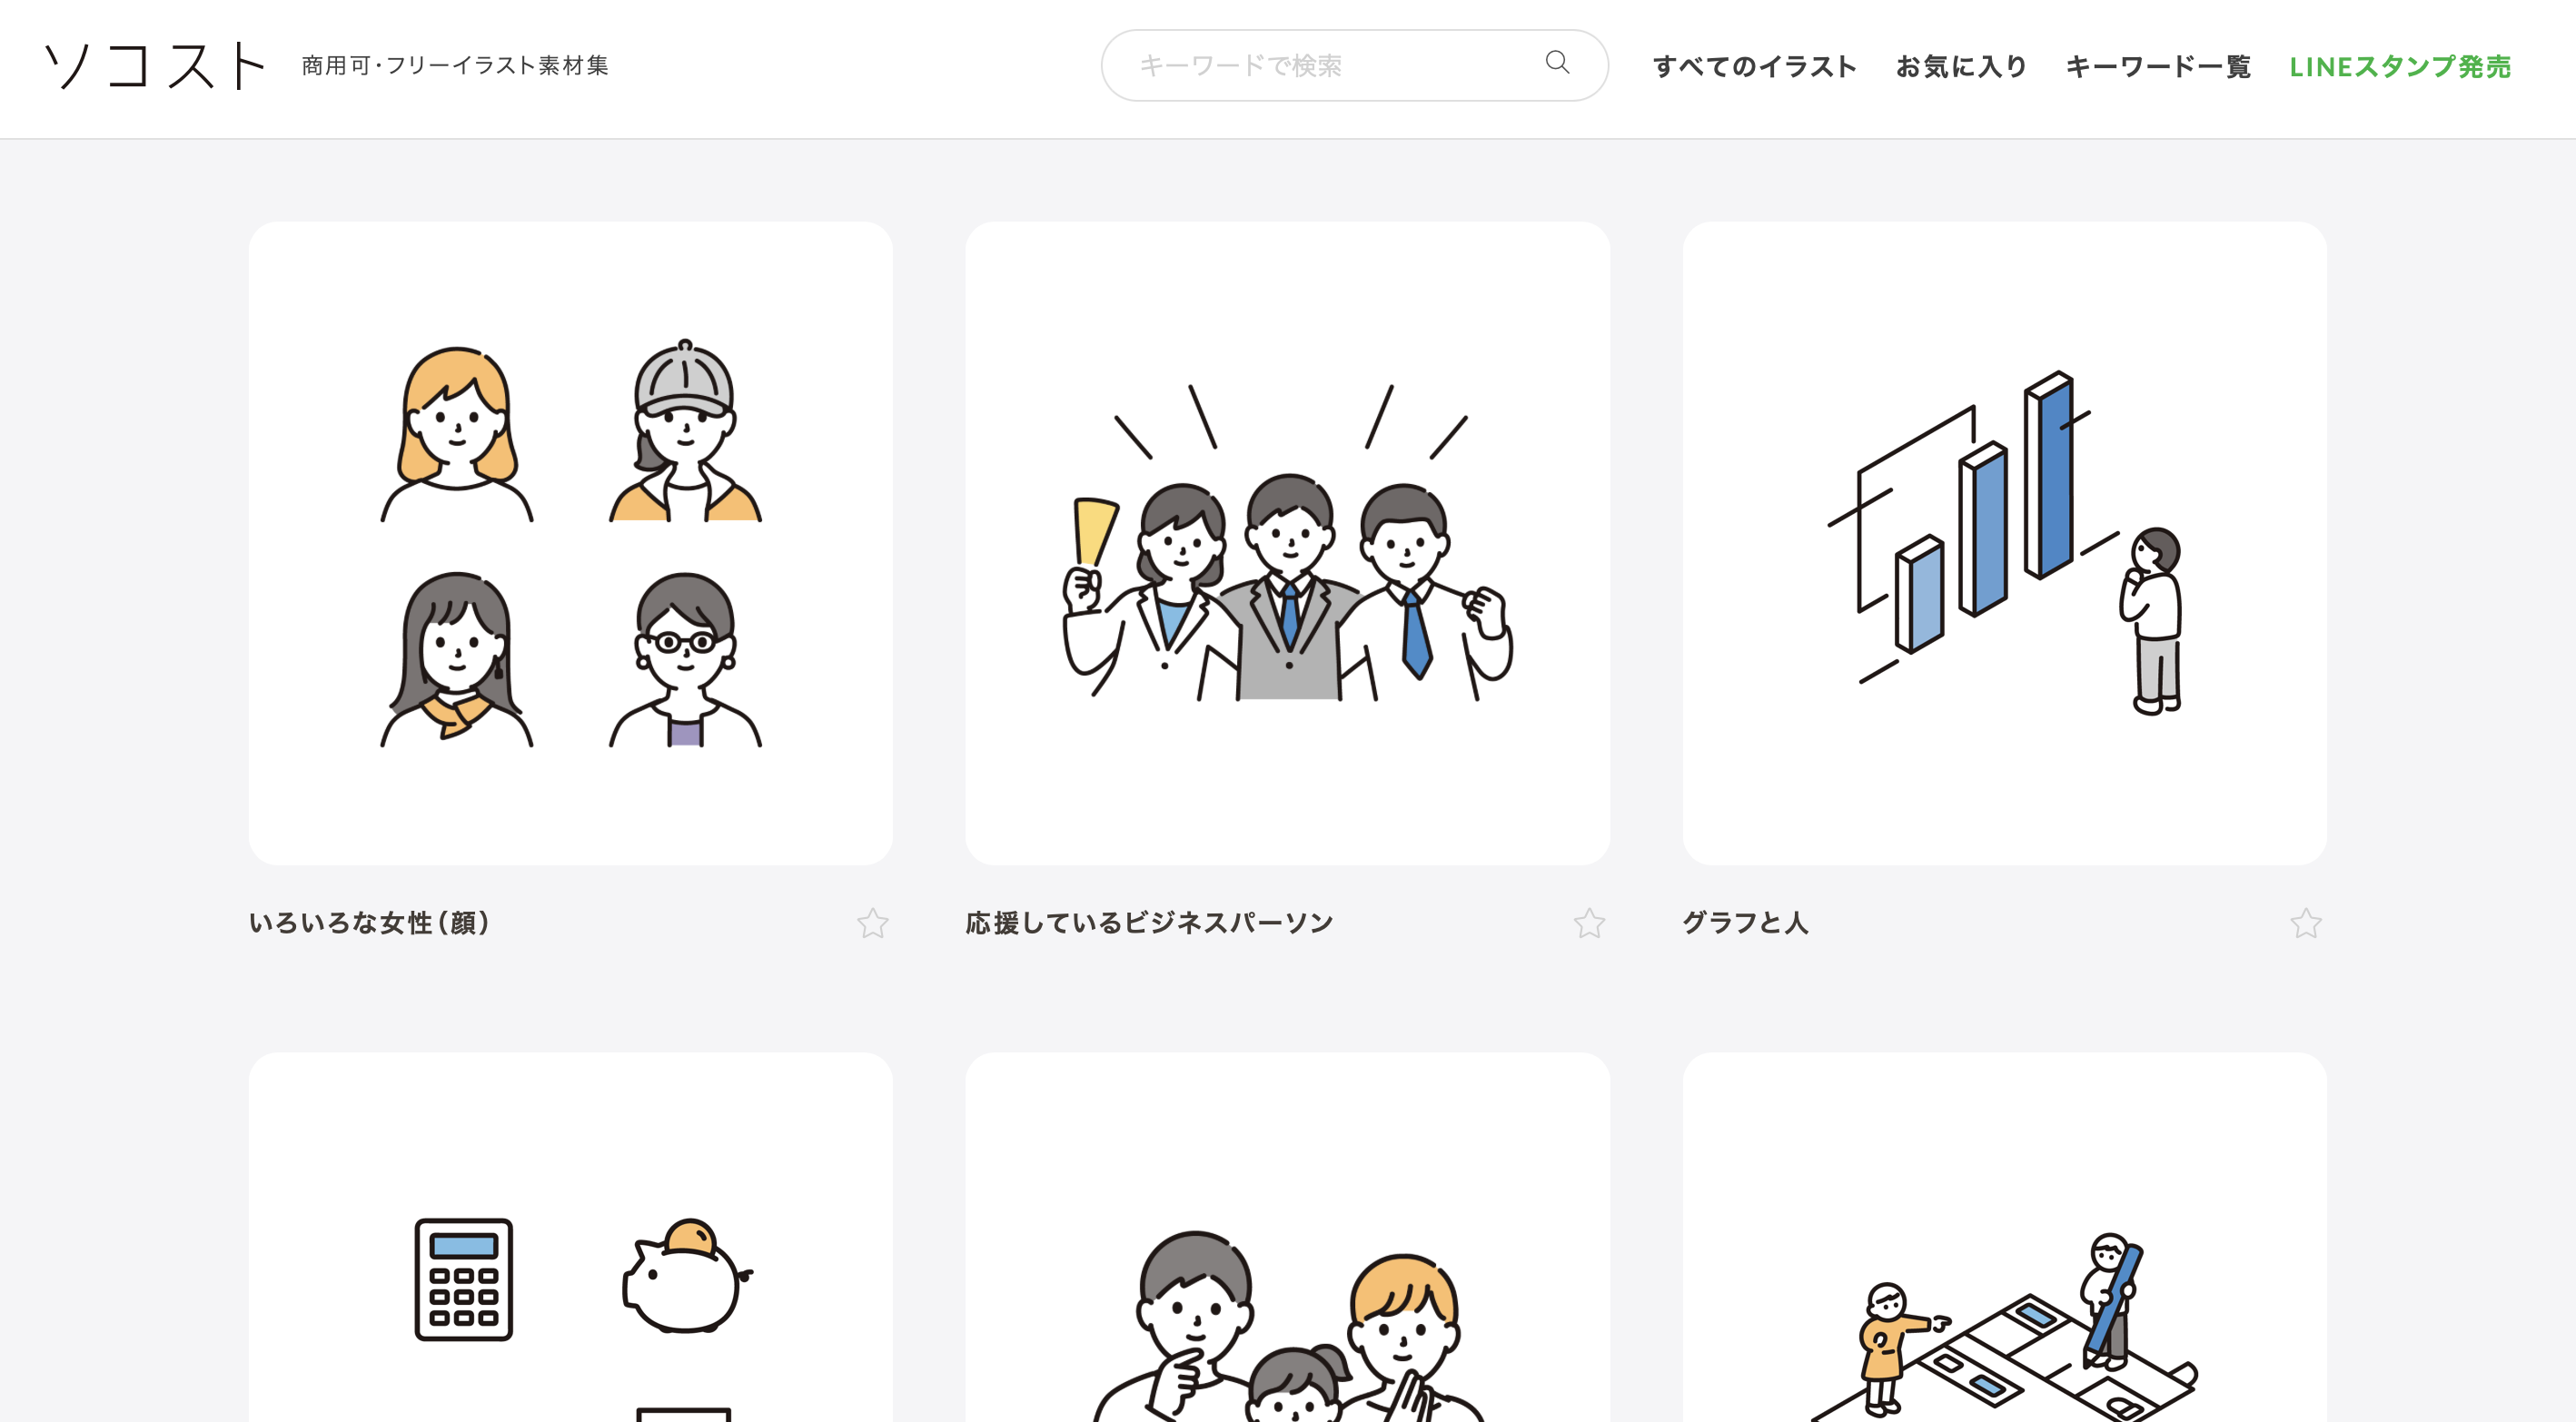 ソコスト
商用可・フリーイラスト素材集
キーワードで検索
すべてのイラスト
お気に入り
キーワード一覧
LINEスタンプ発売
いろいろな女性（顔）
応援しているビジネスパーソン
グラフと人